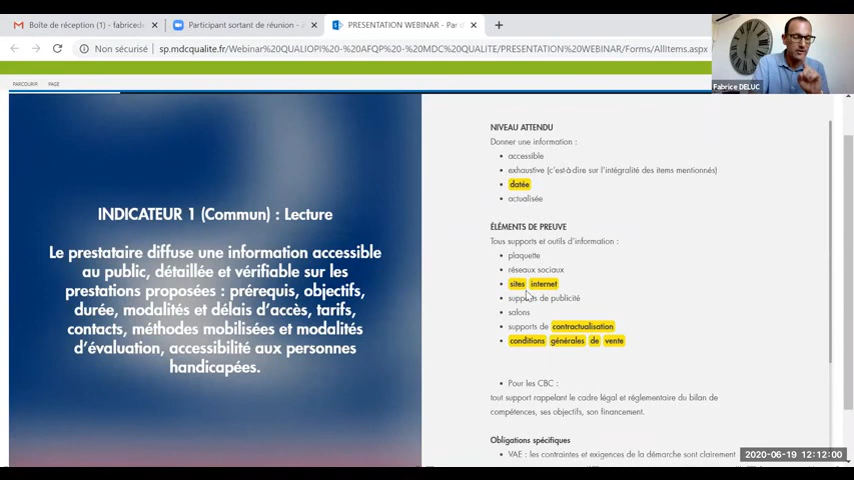 Boîte de réception (1) - fabriced
Participant sortant de réunion -
PRESENTATION WEBINAR - Par d
Non sécurisé
sp.mdcqualite.fr/Webinar%20QUALIOPI%20-%20AFQP%20-%20MDC%20QUALITE/PRESENTATION%20WEBINAR/Forms/AllItems.aspx
PARCOURIR PAGE
Fabrice DELUC
INDICATEUR 1 (Commun) : Lecture
Le prestataire diffuse une information accessible
au public, détaillée et vérifiable sur les
prestations proposées : prérequis, objectifs,
durée, modalités et délais d’accès, tarifs,
contacts, méthodes mobilisées et modalités
d’évaluation, accessibilité aux personnes
handicapées.
NIVEAU ATTENDU
Donner une information :
• accessible
• exhaustive (c’est-à-dire sur l’intégralité des items mentionnés)
• datée
• actualisée
ÉLÉMENTS DE PREUVE
Tous supports et outils d’information :
• plaquette
• réseaux sociaux
• sites internet
• supports de publicité
• salons
• supports de contractualisation
• conditions générales de vente
• Pour les CBC :
tout support rappelant le cadre légal et réglementaire du bilan de
compétences, ses objectifs, son financement.
Obligations spécifiques
• VAE : les contraintes et exigences de la démarche sont clairement
2020-06-19 12:12:00